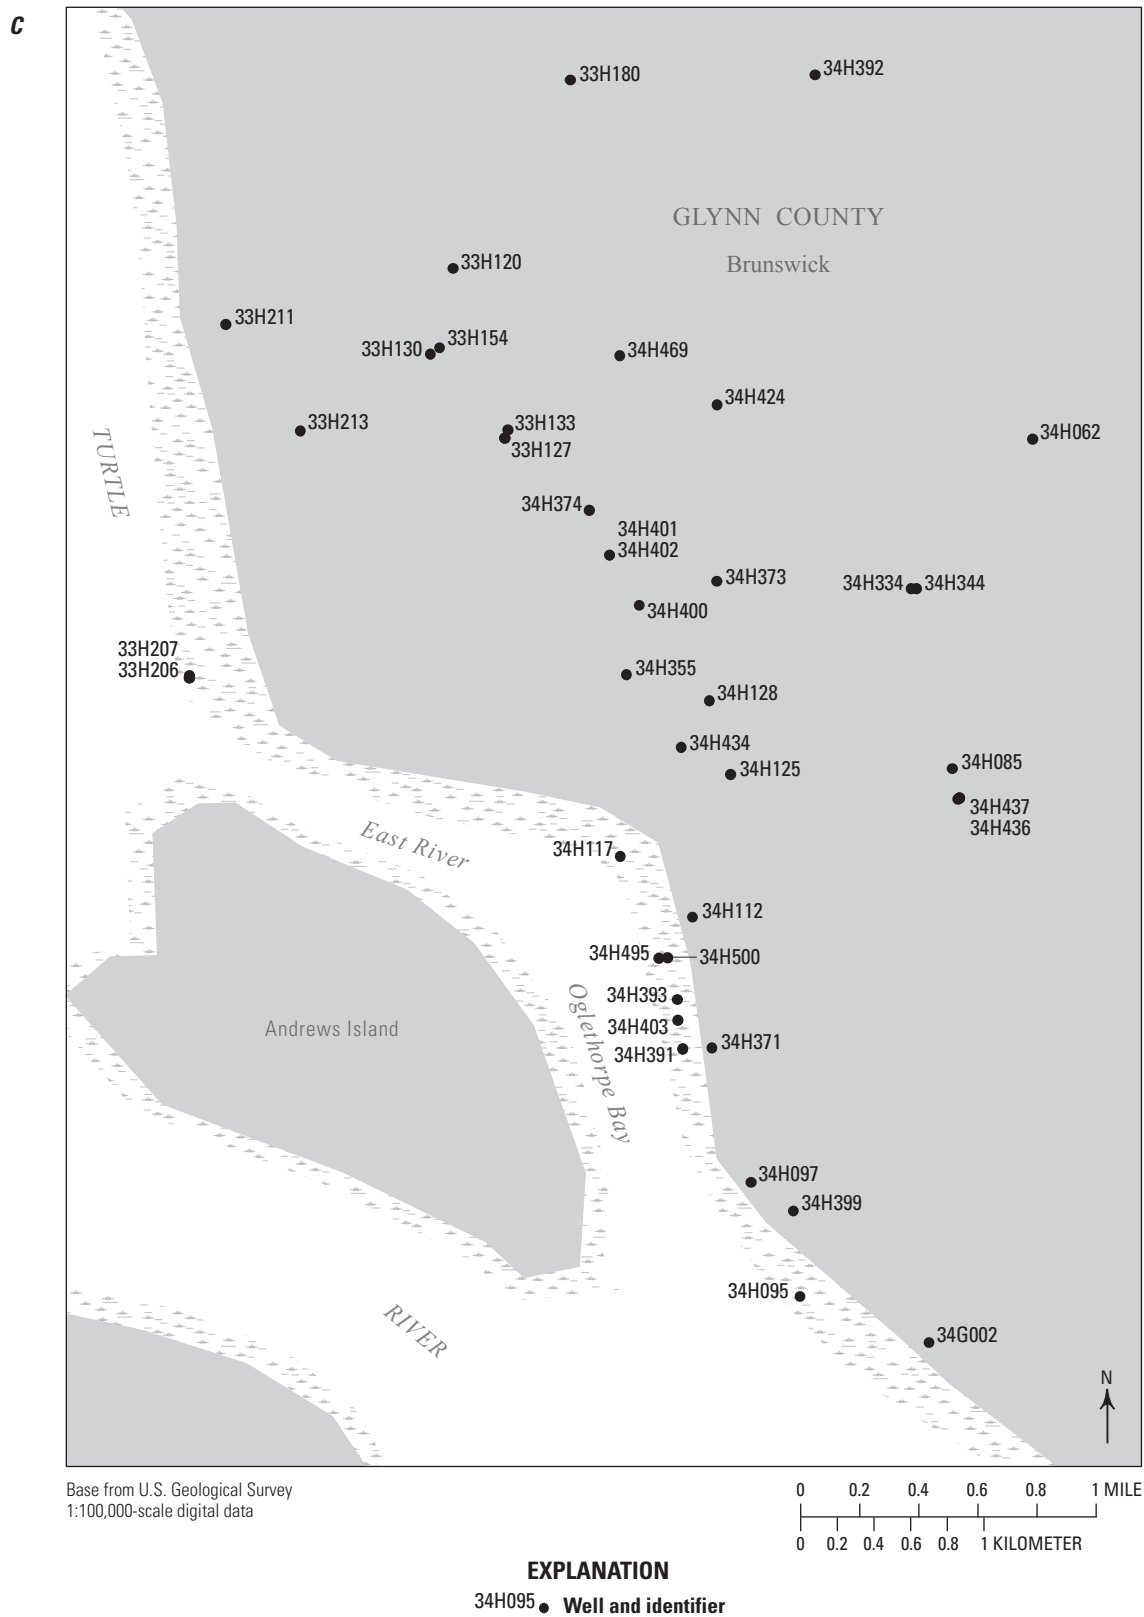 C
33H180
34H392
GLYNN COUNTY
Brunswick
33H120
33H211
33H154
33H130
34H469
34H424
33H213
33H133
33H127
34H062
TURTLE
34H374
34H401
34H402
34H373
34H334
34H344
34H400
33H207
33H206
34H355
34H128
34H434
34H125
34H085
34H437
34H436
East River
34H117
34H112
34H495
34H500
34H393
Oglethorpe Bay
34H403
34H391
34H371
Andrews Island
34H097
34H399
34H095
RIVER
34G002
N
Base from U.S. Geological Survey
1:100,000-scale digital data
0 0.2 0.4 0.6 0.8 1 MILE
0 0.2 0.4 0.6 0.8 1 KILOMETER
EXPLANATION
34H095 Well and identifier